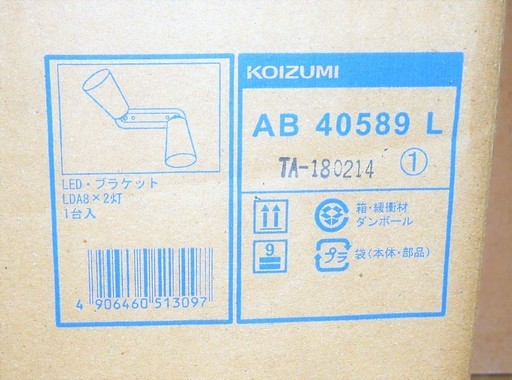 LED・ブラケット
LDA8×2灯
1台入
4 906460 513097
KOIZUMI
AB 40589 L
TA-180214 ①
9
箱・緩衝材
ダンボール
プラ
袋(本体・部品)